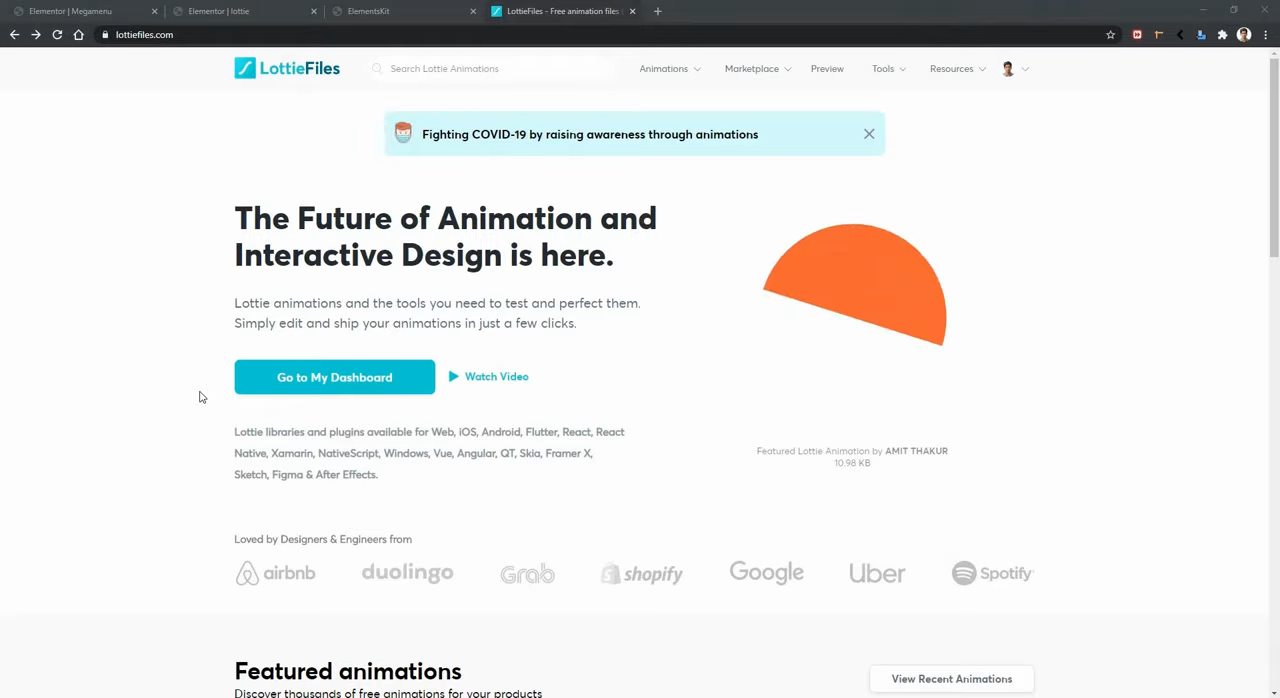 Elementor | Megamenu
Elementor | lottie
ElementsKit
LottieFiles - Free animation files
lottiefiles.com
LottieFiles
Search Lottie Animations
Animations
Marketplace
Preview
Tools
Resources
Fighting COVID-19 by raising awareness through animations
The Future of Animation and
Interactive Design is here.
Lottie animations and the tools you need to test and perfect them.
Simply edit and ship your animations in just a few clicks.
Go to My Dashboard
Watch Video
Lottie libraries and plugins available for Web, iOS, Android, Flutter, React, React
Native, Xamarin, NativeScript, Windows, Vue, Angular, QT, Skia, Framer X,
Sketch, Figma & After Effects.
Featured Lottie Animation by AMIT THAKUR
10.98 KB
Loved by Designers & Engineers from
airbnb
duolingo
Grab
shopify
Google
Uber
Spotify
Featured animations
Discover thousands of free animations for your products
View Recent Animations